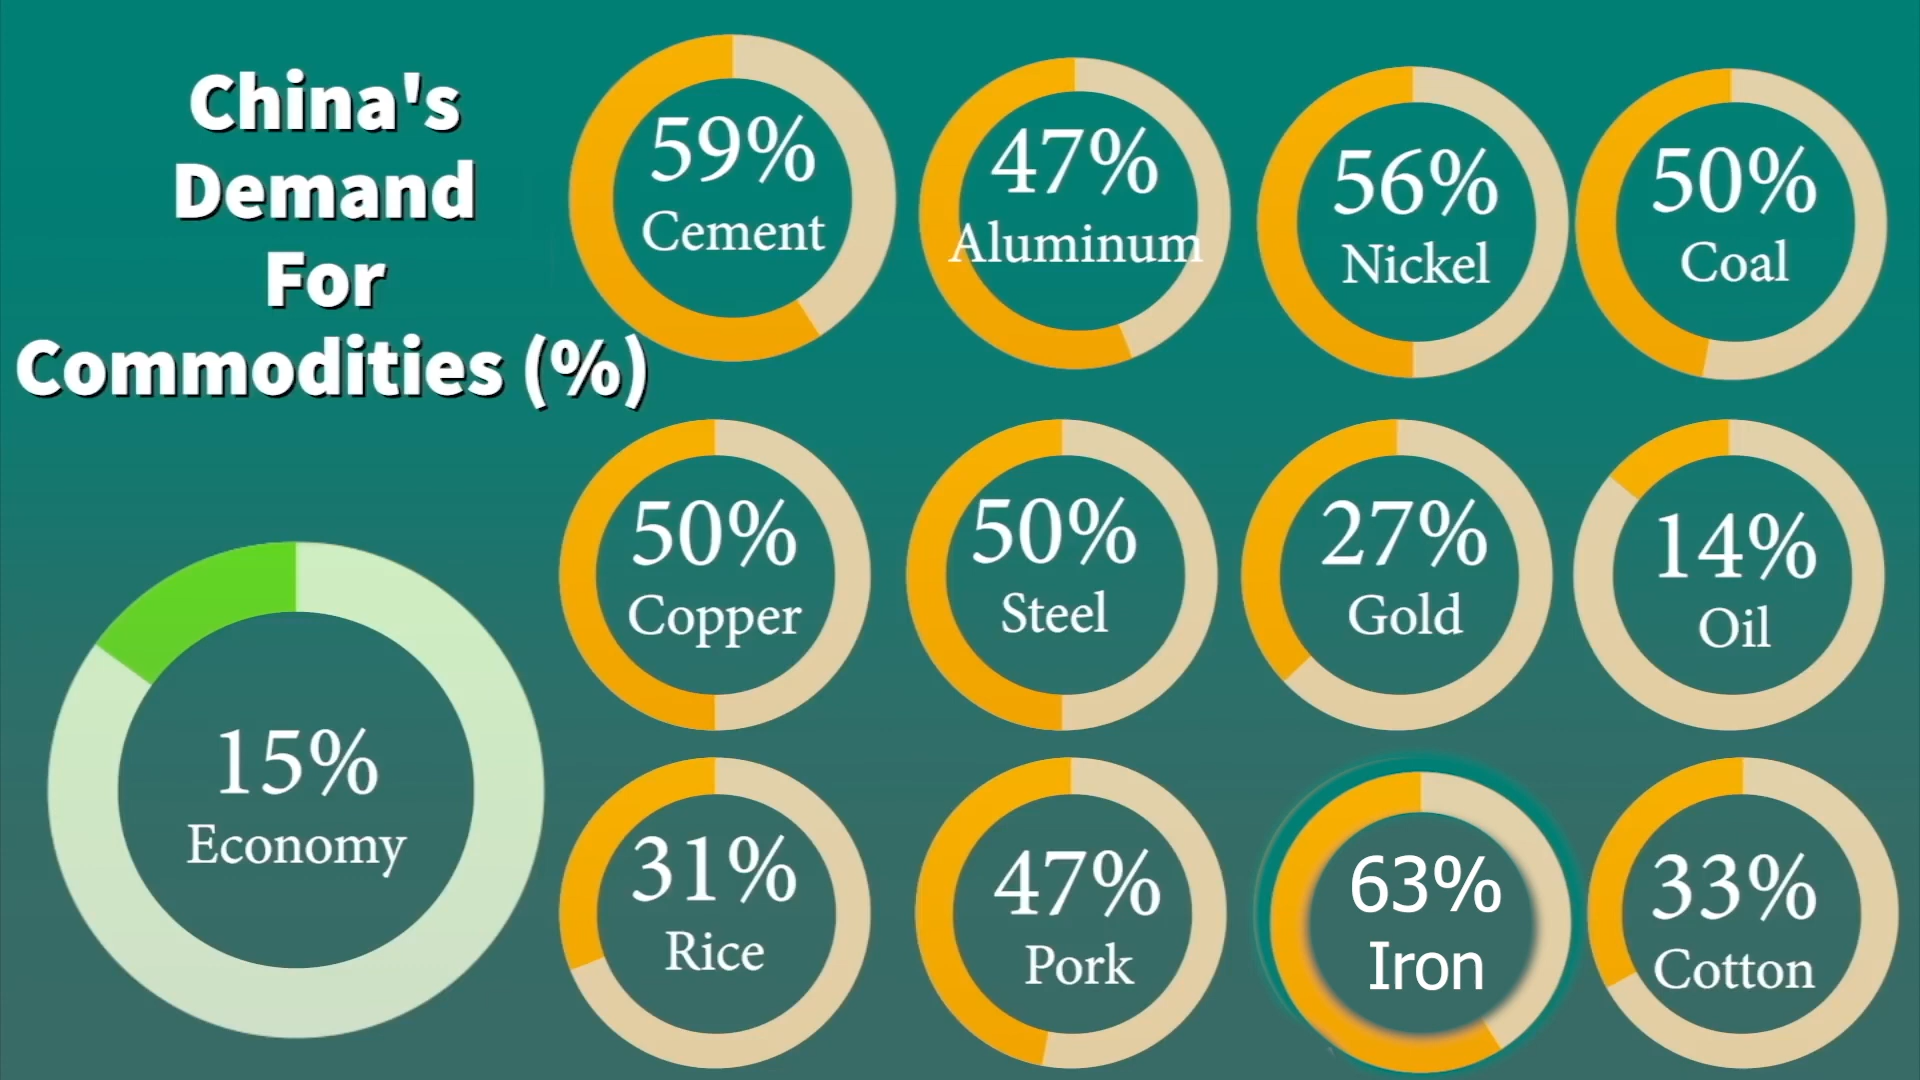 China's
Demand
For
Commodities (%)
59%
Cement
47%
Aluminum
56%
Nickel
50%
Coal
50%
Copper
50%
Steel
27%
Gold
14%
Oil
15%
Economy
31%
Rice
47%
Pork
63%
Iron
33%
Cotton